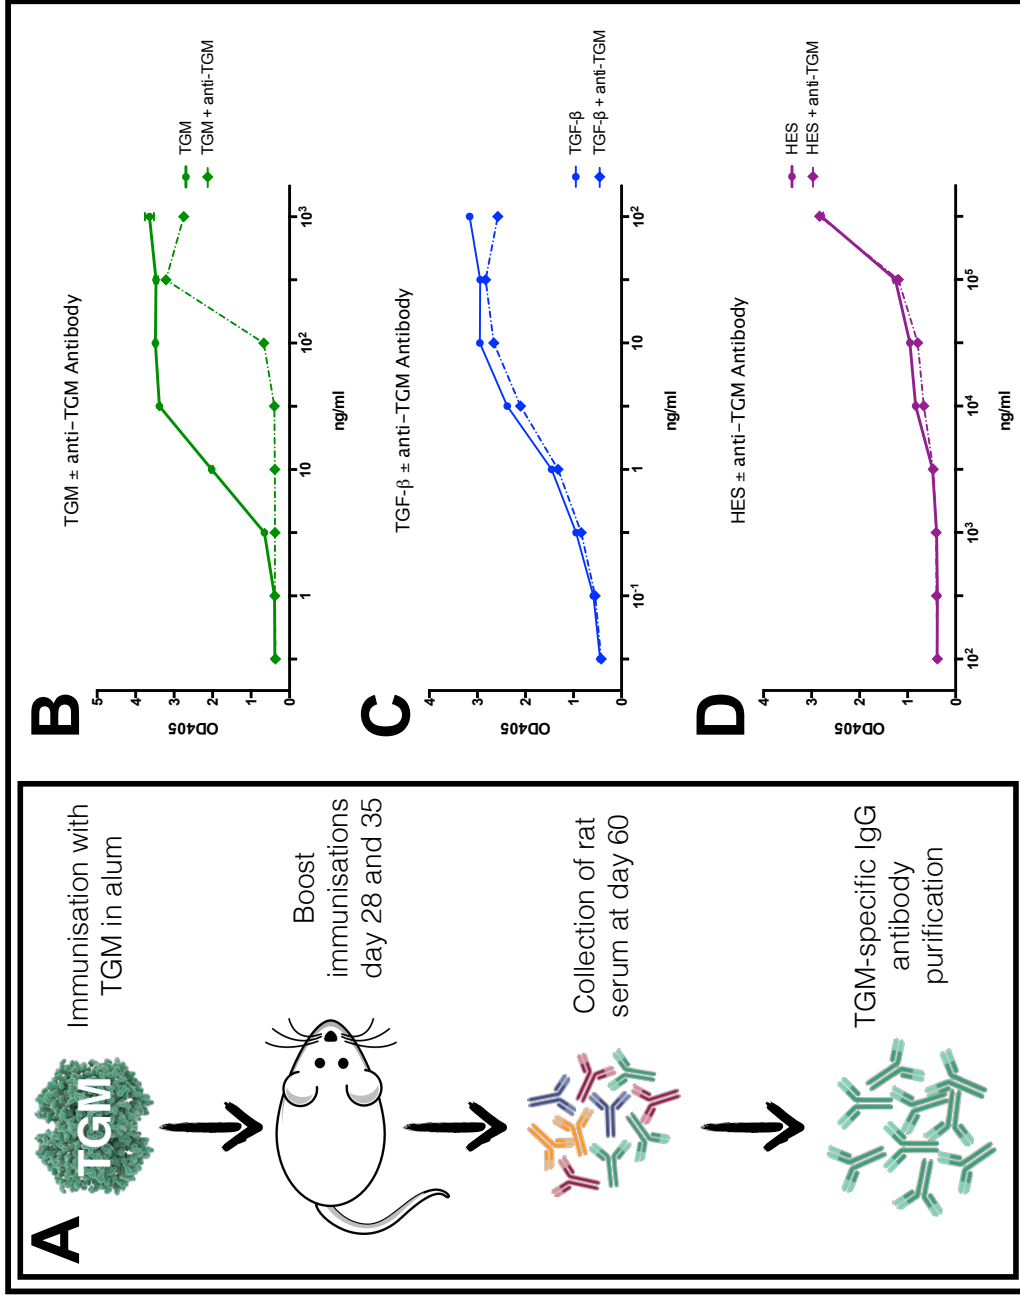 A
TGM
Immunisation with
TGM in alum
Boost
immunisations
day 28 and 35
Collection of rat
serum at day 60
TGM-specific IgG
antibody
purification
B
TGM ± anti-TGM Antibody
OD405
5
4
3
2
1
0
1
10
10²
10³
ng/ml
TGM
TGM + anti-TGM
C
TGF-β ± anti-TGM Antibody
OD405
4
3
2
1
0
10⁻¹
1
10
10²
ng/ml
TGF-β
TGF-β + anti-TGM
D
HES ± anti-TGM Antibody
OD405
4
3
2
1
0
10²
10³
10⁴
10⁵
ng/ml
HES
HES + anti-TGM